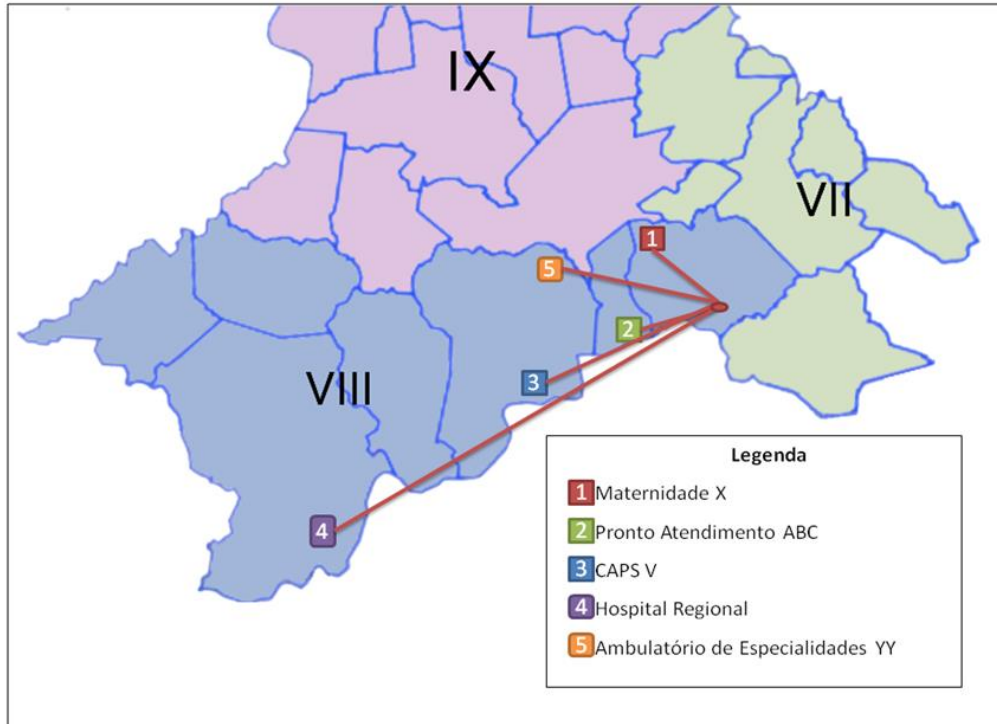 IX
VII
1
5
2
VIII
3
4
Legenda
1 Maternidade X
2 Pronto Atendimento ABC
3 CAPS V
4 Hospital Regional
5 Ambulatório de Especialidades YY